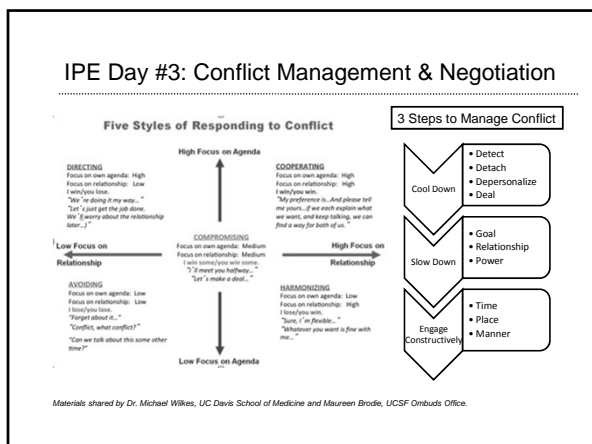 IPE Day #3: Conflict Management & Negotiation
Five Styles of Responding to Conflict
High Focus on Agenda
DIRECTING
Focus on own agenda: High
Focus on relationship: Low
I win/you lose.
"We're doing it my way..."
"Let's just get the job done.
We'll worry about the relationship
later...)"
COOPERATING
Focus on own agenda: High
Focus on relationship: High
I win/you win.
"My preference is...And please tell
me yours...if we each explain what
we want, and keep talking, we can
find a way for both of us."
COMPROMISING
Focus on own agenda: Medium
Focus on relationship: Medium
I win some/you win some.
"I'll meet you halfway..."
"Let's make a deal..."
Low Focus on
Relationship
High Focus on
Relationship
AVOIDING
Focus on own agenda: Low
Focus on relationship: Low
I lose/you lose.
"Forget about it..."
"Conflict, what conflict?"
"Can we talk about this some other
time?"
HARMONIZING
Focus on own agenda: Low
Focus on relationship: High
I lose/you win.
"Sure, I'm flexible..."
"Whatever you want is fine with
me..."
Low Focus on Agenda
3 Steps to Manage Conflict
Cool Down
• Detect
• Detach
• Depersonalize
• Deal
Slow Down
• Goal
• Relationship
• Power
Engage
Constructively
• Time
• Place
• Manner
Materials shared by Dr. Michael Wilkes, UC Davis School of Medicine and Maureen Brodie, UCSF Ombuds Office.